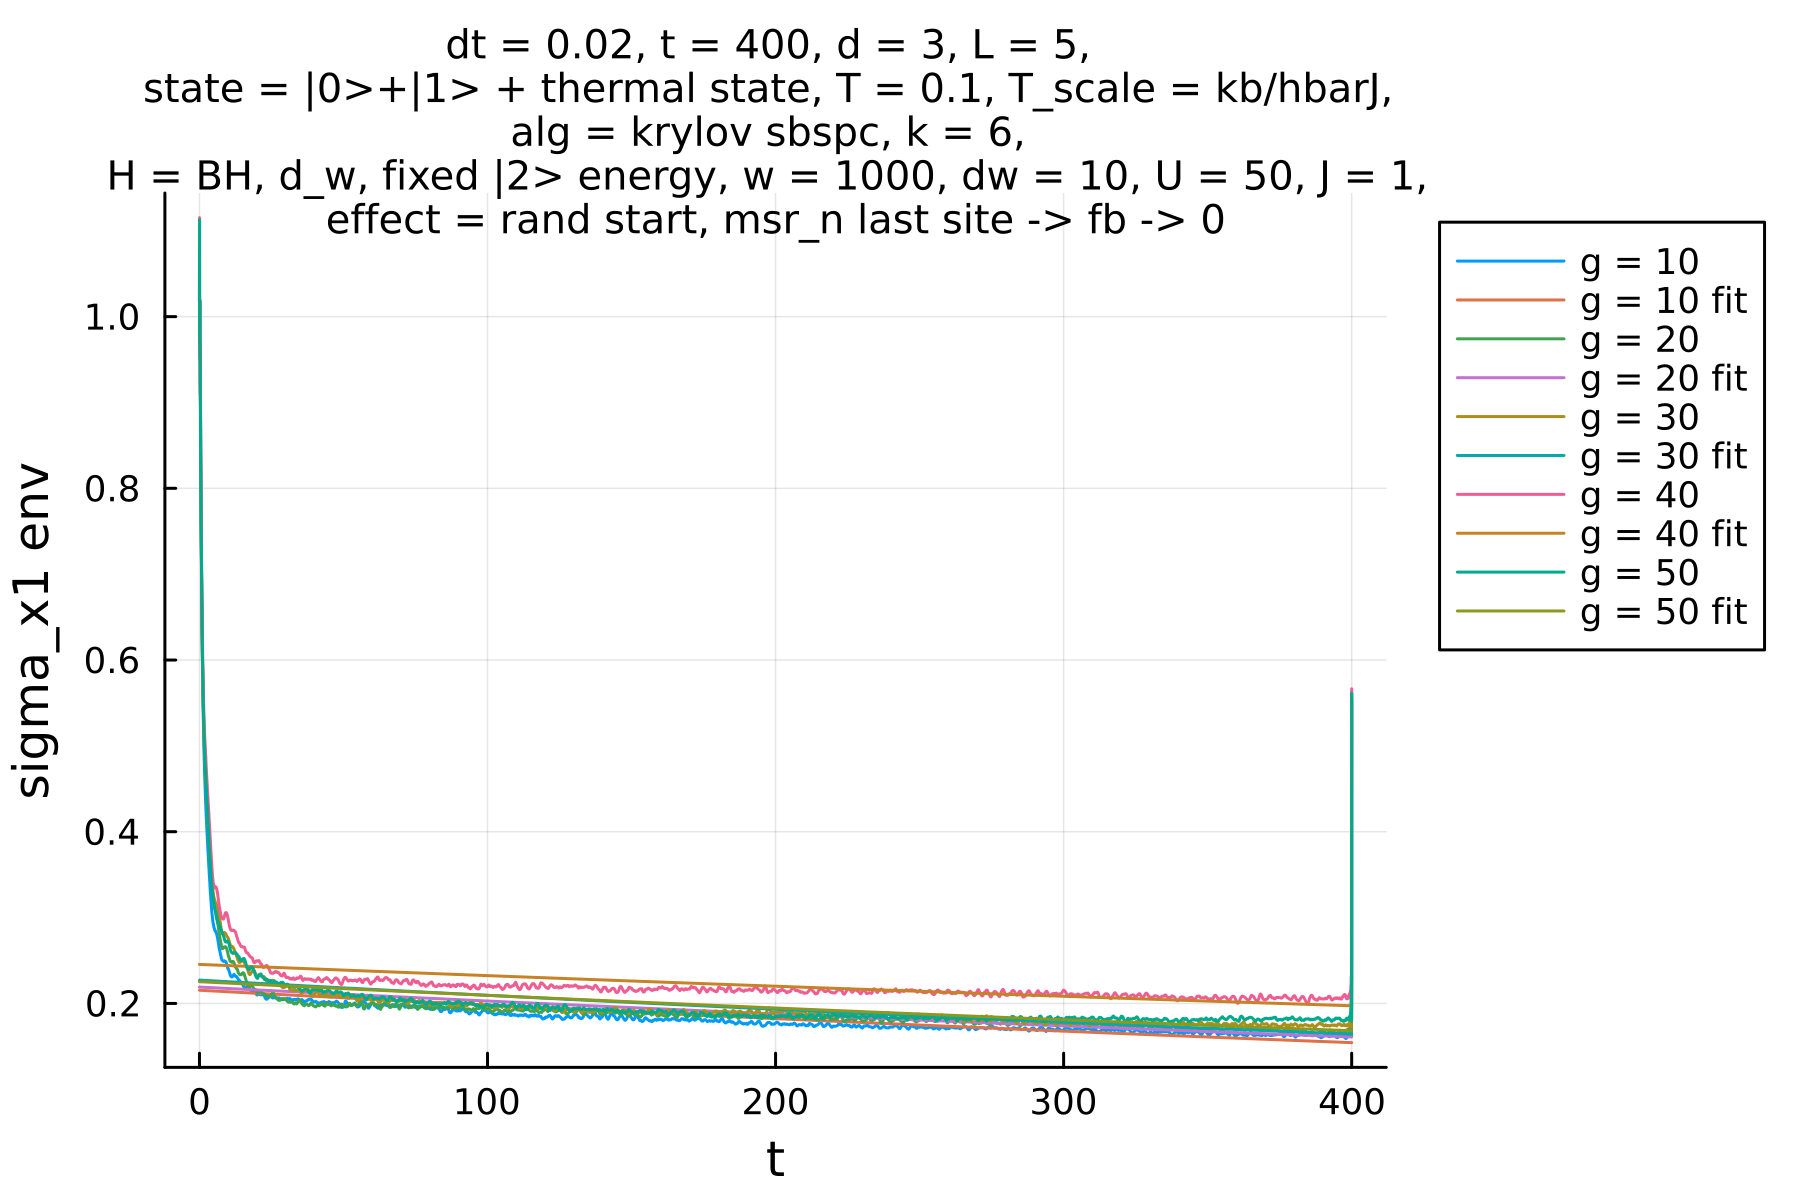 dt = 0.02, t = 400, d = 3, L = 5,
state = |0>+|1> + thermal state, T = 0.1, T_scale = kb/hbarJ,
alg = krylov sbspc, k = 6,
H = BH, d_w, fixed |2> energy, w = 1000, dw = 10, U = 50, J = 1,
effect = rand start, msr_n last site -> fb -> 0
sigma_x1 env
1.0
0.8
0.6
0.4
0.2
0
100
200
300
400
t
g = 10
g = 10 fit
g = 20
g = 20 fit
g = 30
g = 30 fit
g = 40
g = 40 fit
g = 50
g = 50 fit